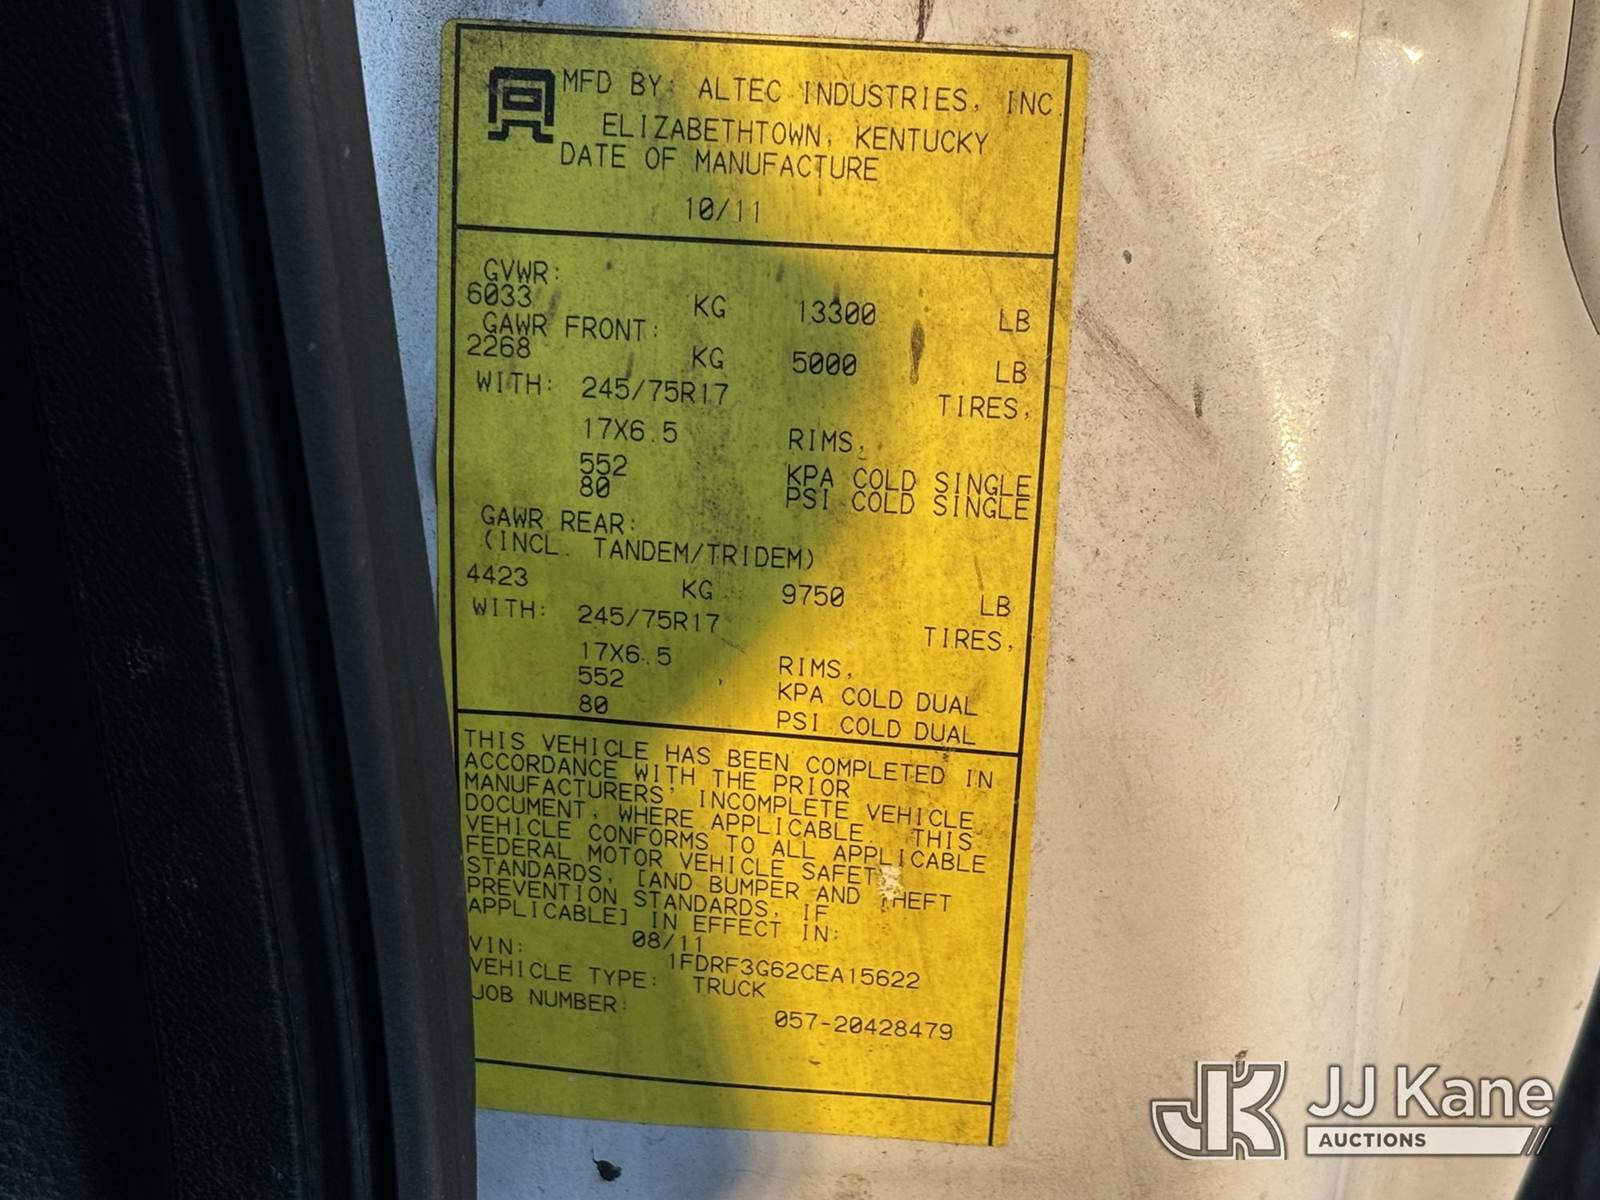 MFD BY: ALTEC INDUSTRIES, INC.
ELIZABETHTOWN, KENTUCKY
DATE OF MANUFACTURE
10/11
GVWR:
6033 KG 13300 LB
GAWR FRONT:
2268 KG 5000 LB
WITH: 245/75R17 TIRES,
17X6.5 RIMS,
552 KPA COLD SINGLE
80 PSI COLD SINGLE
GAWR REAR:
(INCL. TANDEM/TRIDEM)
4423 KG 9750 LB
WITH: 245/75R17 TIRES,
17X6.5 RIMS,
552 KPA COLD DUAL
80 PSI COLD DUAL
THIS VEHICLE HAS BEEN COMPLETED IN
ACCORDANCE WITH THE PRIOR
MANUFACTURERS' INCOMPLETE VEHICLE
DOCUMENT, WHERE APPLICABLE. THIS
VEHICLE CONFORMS TO ALL APPLICABLE
FEDERAL MOTOR VEHICLE SAFETY
STANDARDS, [AND BUMPER AND THEFT
PREVENTION STANDARDS, IF
APPLICABLE] IN EFFECT IN:
08/11
VIN: 1FDRF3G62CEA15622
VEHICLE TYPE: TRUCK
JOB NUMBER:
057-20428479
JK JJ Kane
AUCTIONS